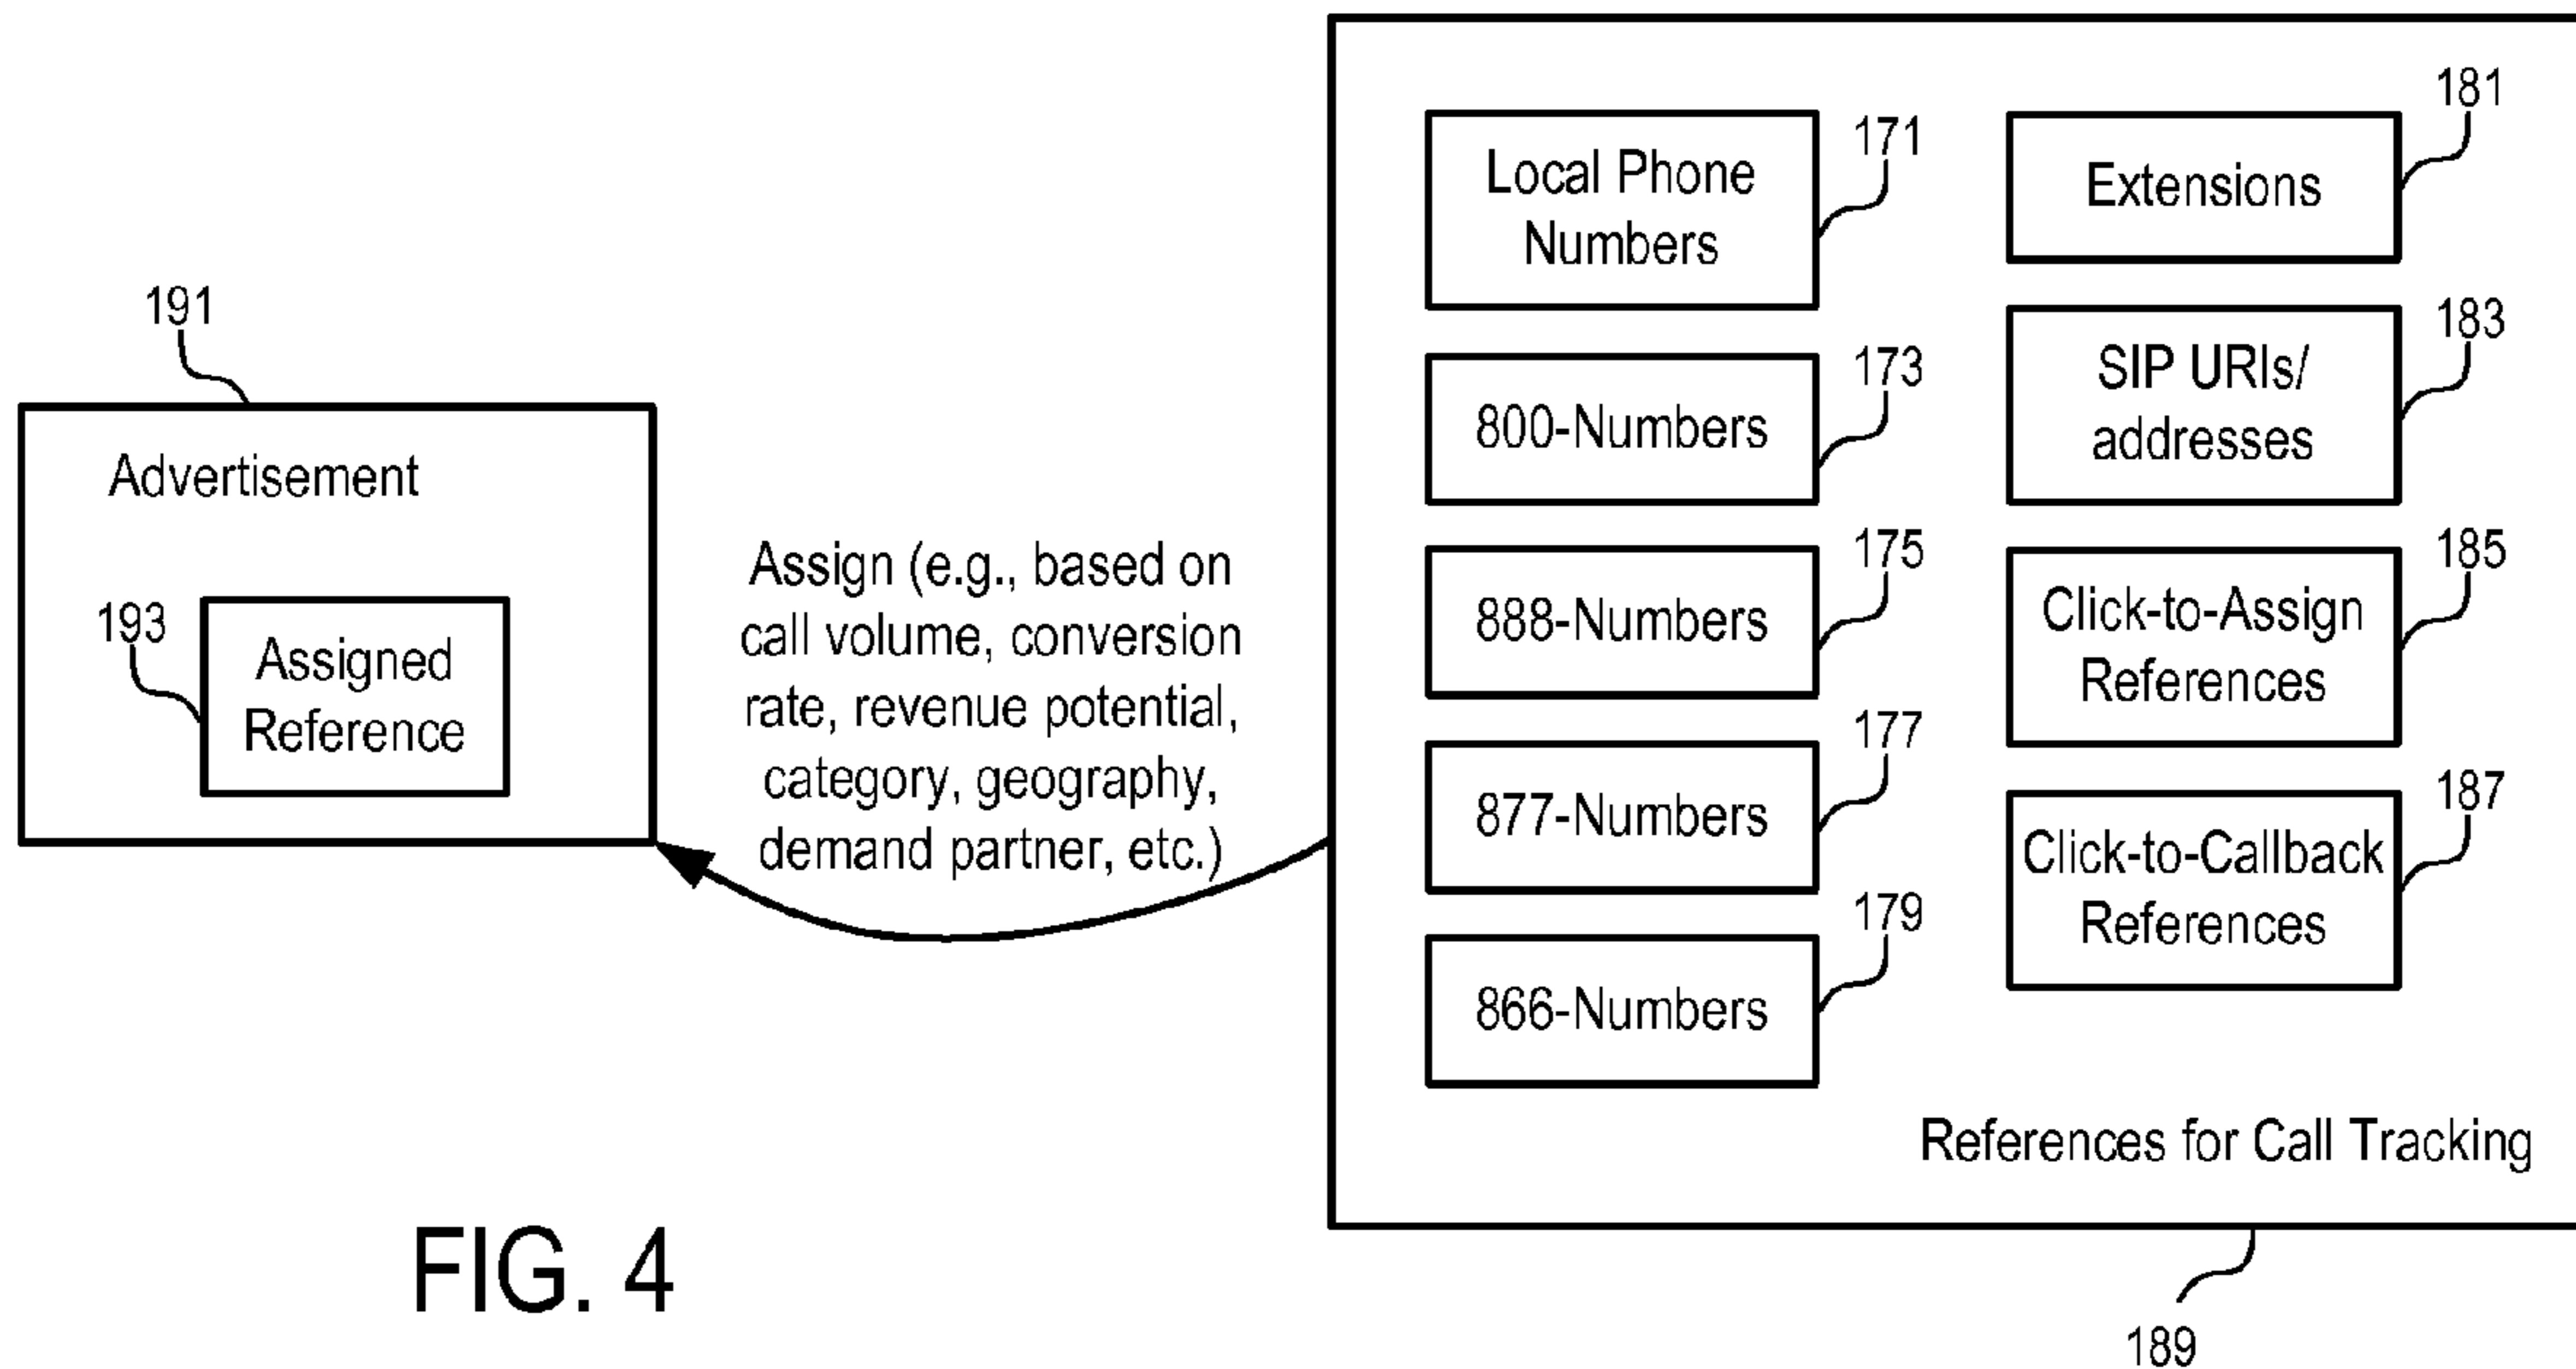 191
Advertisement
193
Assigned
Reference
Assign (e.g., based on
call volume, conversion
rate, revenue potential,
category, geography,
demand partner, etc.)
171
Local Phone
Numbers
173
800-Numbers
175
888-Numbers
177
877-Numbers
179
866-Numbers
181
Extensions
183
SIP URIs/
addresses
185
Click-to-Assign
References
187
Click-to-Callback
References
References for Call Tracking
189
FIG. 4